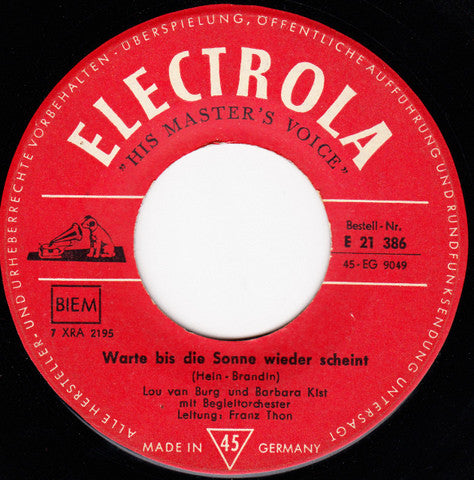 ALLE HERSTELLER- UND URHEBERRECHTE VORBEHALTEN · ÜBERSPIELUNG, ÖFFENTLICHE AUFFÜHRUNG UND RUNDFUNKSENDUNG UNTERSAGT
ELECTROLA
„HIS MASTER'S VOICE"
Bestell-Nr.
E 21 386
45-EG 9049
BIEM
7 XRA 2195
Warte bis die Sonne wieder scheint
(Hein-Brandin)
Lou van Burg und Barbara Kist
mit Begleitorchester
Leitung: Franz Thon
MADE IN 45 GERMANY